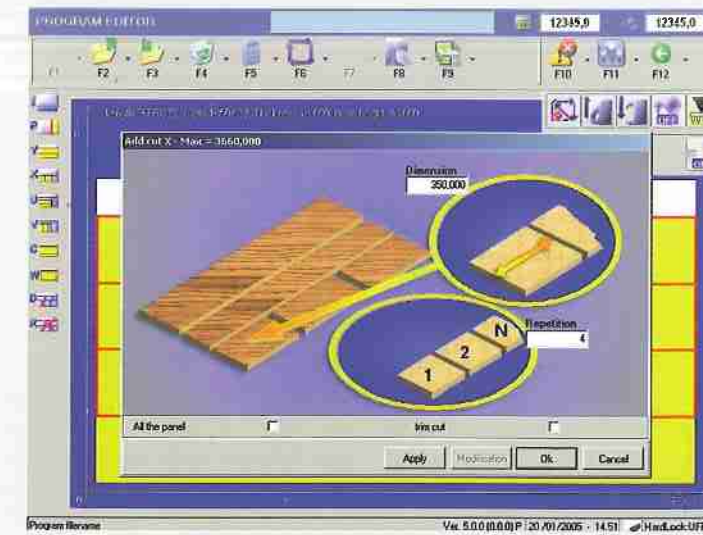 PROGRAM EDITOR
12345,0 12345,0
F1 F2 F3 F4 F5 F6 F7 F8 F9 F10 F11 F12
Add cut X - Max = 3660,000
Dimension
350,000
Repetition
4
1 2 N
All the panel
trim cut
Apply Modification Ok Cancel
Program filename
Ver. 5.0.0 (0.0.0) P 20/01/2005 - 14.51 HardLock:UFF